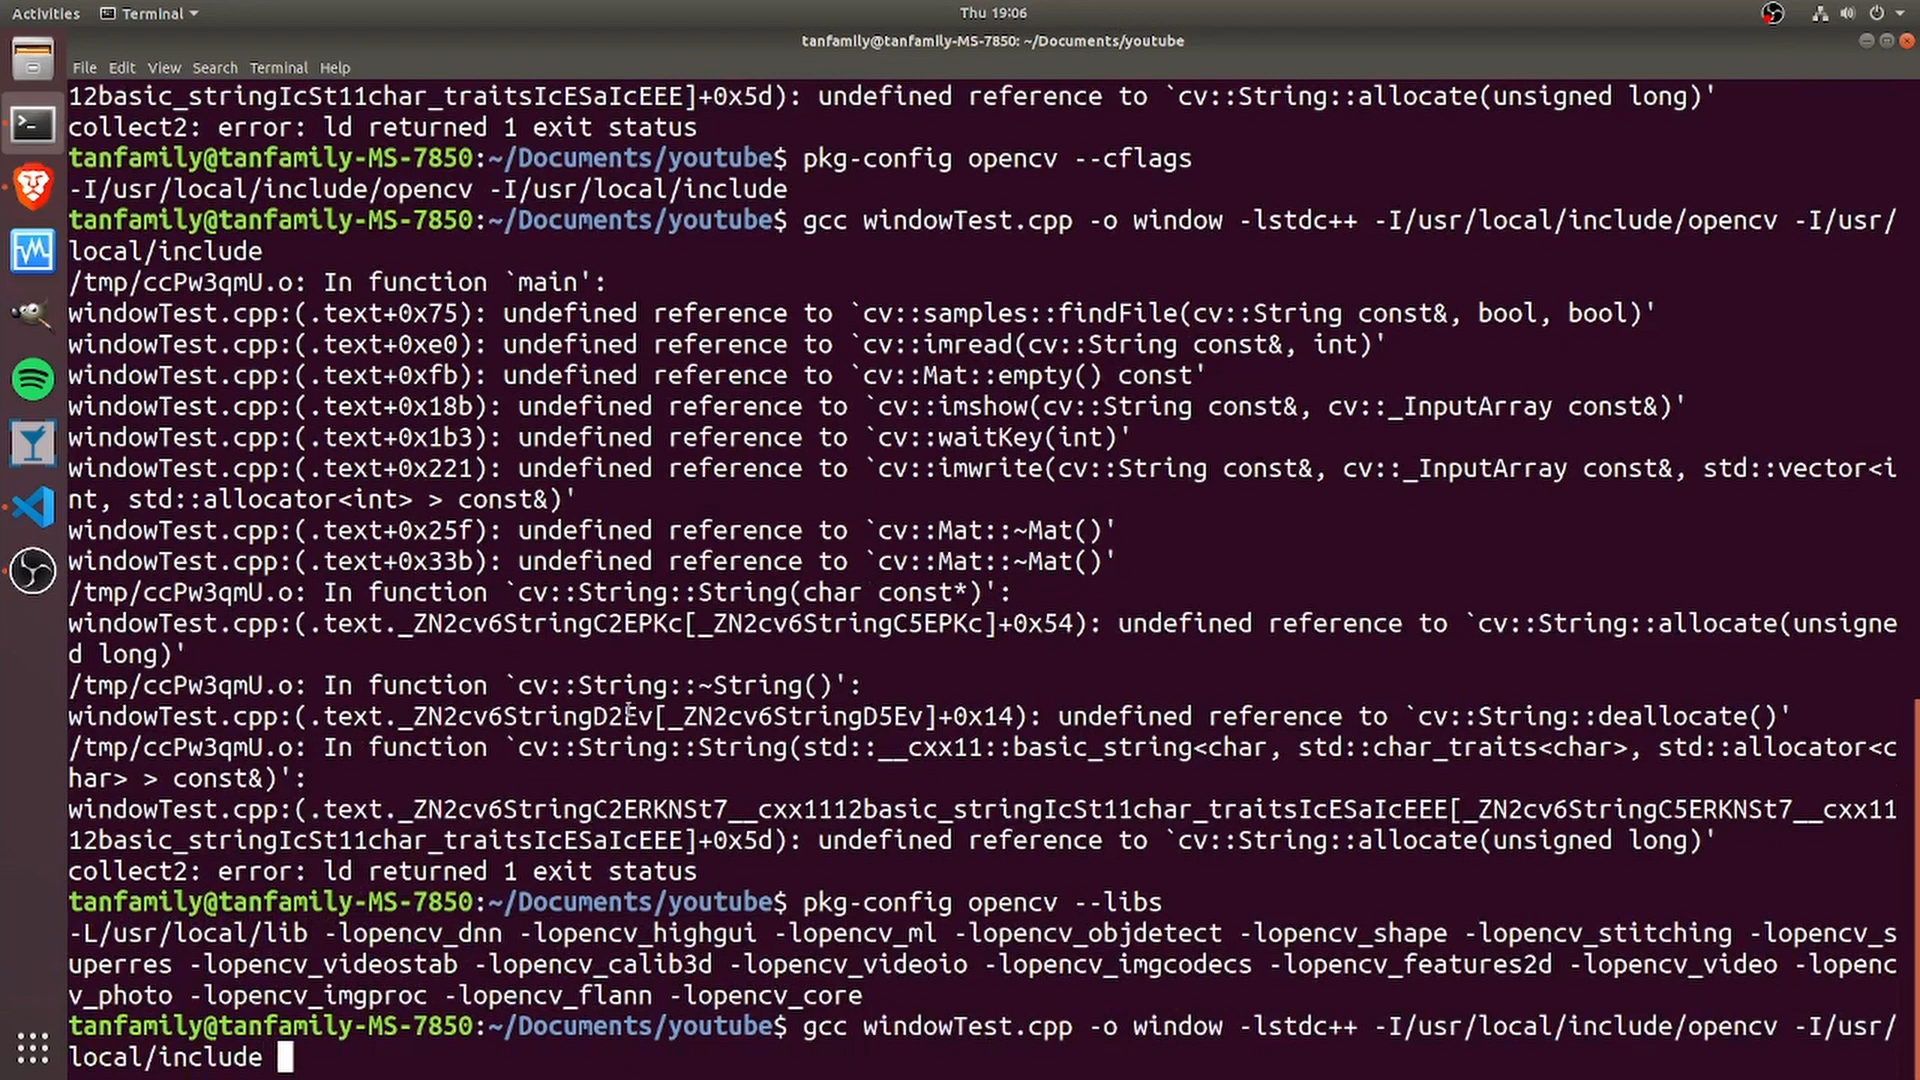 Activities Terminal Thu 19:06
tanfamily@tanfamily-MS-7850: ~/Documents/youtube
File Edit View Search Terminal Help
12basic_stringIcSt11char_traitsIcESaIcEEE]+0x5d): undefined reference to `cv::String::allocate(unsigned long)'
collect2: error: ld returned 1 exit status
tanfamily@tanfamily-MS-7850:~/Documents/youtube$ pkg-config opencv --cflags
-I/usr/local/include/opencv -I/usr/local/include
tanfamily@tanfamily-MS-7850:~/Documents/youtube$ gcc windowTest.cpp -o window -lstdc++ -I/usr/local/include/opencv -I/usr/
local/include
/tmp/ccPw3qmU.o: In function `main':
windowTest.cpp:(.text+0x75): undefined reference to `cv::samples::findFile(cv::String const&, bool, bool)'
windowTest.cpp:(.text+0xe0): undefined reference to `cv::imread(cv::String const&, int)'
windowTest.cpp:(.text+0xfb): undefined reference to `cv::Mat::empty() const'
windowTest.cpp:(.text+0x18b): undefined reference to `cv::imshow(cv::String const&, cv::_InputArray const&)'
windowTest.cpp:(.text+0x1b3): undefined reference to `cv::waitKey(int)'
windowTest.cpp:(.text+0x221): undefined reference to `cv::imwrite(cv::String const&, cv::_InputArray const&, std::vector<i
nt, std::allocator<int> > const&)'
windowTest.cpp:(.text+0x25f): undefined reference to `cv::Mat::~Mat()'
windowTest.cpp:(.text+0x33b): undefined reference to `cv::Mat::~Mat()'
/tmp/ccPw3qmU.o: In function `cv::String::String(char const*)':
windowTest.cpp:(.text._ZN2cv6StringC2EPKc[_ZN2cv6StringC5EPKc]+0x54): undefined reference to `cv::String::allocate(unsigne
d long)'
/tmp/ccPw3qmU.o: In function `cv::String::~String()':
windowTest.cpp:(.text._ZN2cv6StringD2Ev[_ZN2cv6StringD5Ev]+0x14): undefined reference to `cv::String::deallocate()'
/tmp/ccPw3qmU.o: In function `cv::String::String(std::__cxx11::basic_string<char, std::char_traits<char>, std::allocator<c
har> > const&)':
windowTest.cpp:(.text._ZN2cv6StringC2ERKNSt7__cxx1112basic_stringIcSt11char_traitsIcESaIcEEE[_ZN2cv6StringC5ERKNSt7__cxx11
12basic_stringIcSt11char_traitsIcESaIcEEE]+0x5d): undefined reference to `cv::String::allocate(unsigned long)'
collect2: error: ld returned 1 exit status
tanfamily@tanfamily-MS-7850:~/Documents/youtube$ pkg-config opencv --libs
-L/usr/local/lib -lopencv_dnn -lopencv_highgui -lopencv_ml -lopencv_objdetect -lopencv_shape -lopencv_stitching -lopencv_s
uperres -lopencv_videostab -lopencv_calib3d -lopencv_videoio -lopencv_imgcodecs -lopencv_features2d -lopencv_video -lopenc
v_photo -lopencv_imgproc -lopencv_flann -lopencv_core
tanfamily@tanfamily-MS-7850:~/Documents/youtube$ gcc windowTest.cpp -o window -lstdc++ -I/usr/local/include/opencv -I/usr/
local/include